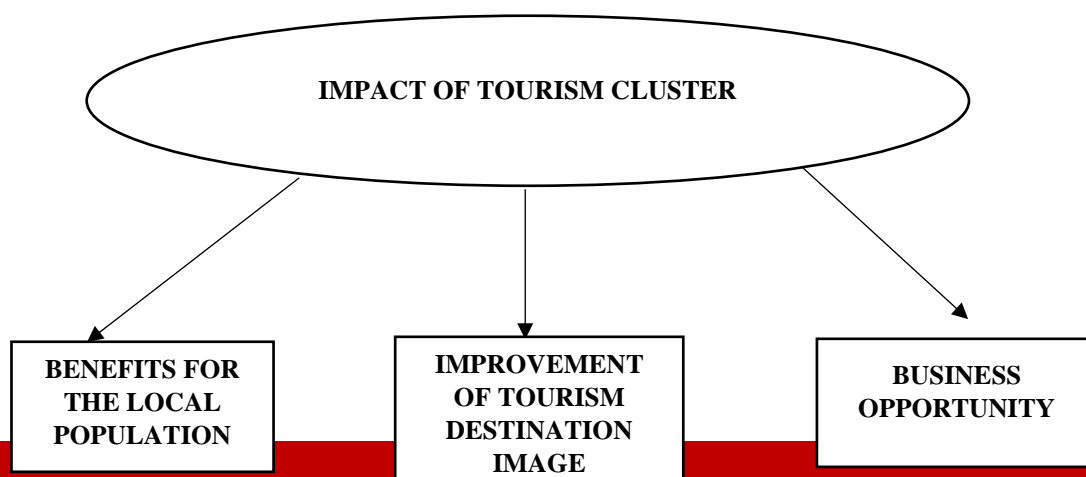 IMPACT OF TOURISM CLUSTER
BENEFITS FOR
THE LOCAL
POPULATION
IMPROVEMENT
OF TOURISM
DESTINATION
IMAGE
BUSINESS
OPPORTUNITY